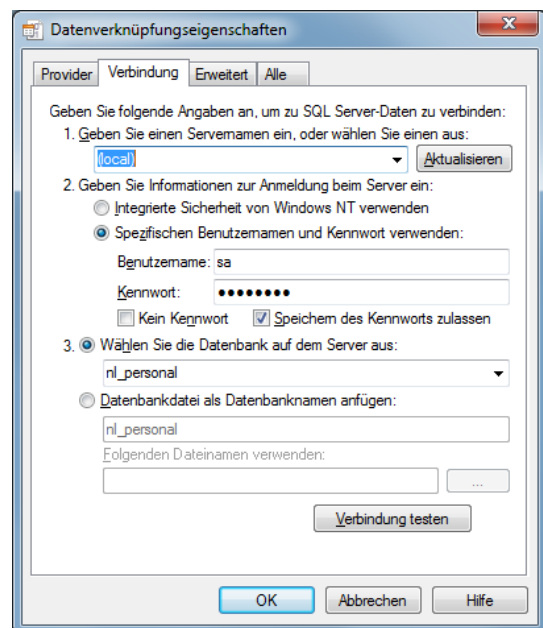 Datenverknüpfungseigenschaften
Provider Verbindung Erweitert Alle
Geben Sie folgende Angaben an, um zu SQL Server-Daten zu verbinden:
1. Geben Sie einen Servernamen ein, oder wählen Sie einen aus:
(local) Aktualisieren
2. Geben Sie Informationen zur Anmeldung beim Server ein:
Integrierte Sicherheit von Windows NT verwenden
Spezifischen Benutzernamen und Kennwort verwenden:
Benutzername: sa
Kennwort: ●●●●●●●●
Kein Kennwort Speichern des Kennworts zulassen
3. Wählen Sie die Datenbank auf dem Server aus:
nl_personal
Datenbankdatei als Datenbanknamen anfügen:
nl_personal
Folgenden Dateinamen verwenden:
...
Verbindung testen
OK Abbrechen Hilfe